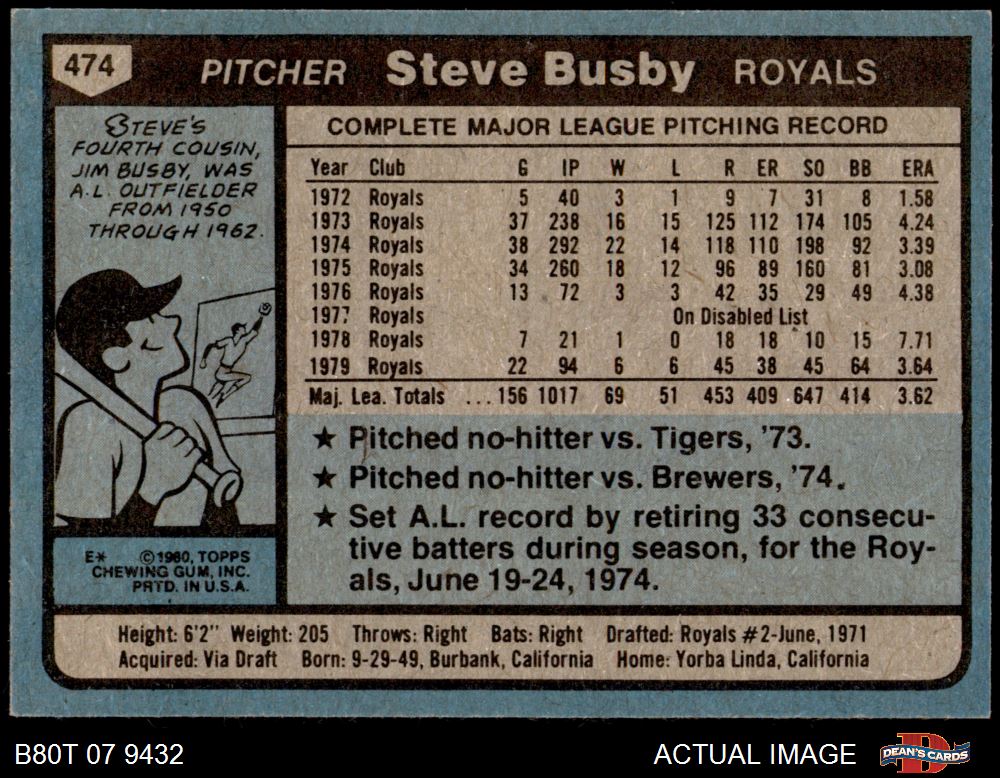 474 PITCHER Steve Busby ROYALS
STEVE'S
FOURTH COUSIN,
JIM BUSBY, WAS
A.L. OUTFIELDER
FROM 1950
THROUGH 1962.
E* ©1980, TOPPS
CHEWING GUM, INC.
PRTD. IN U.S.A.
COMPLETE MAJOR LEAGUE PITCHING RECORD
Year Club G IP W L R ER SO BB ERA
1972 Royals 5 40 3 1 9 7 31 8 1.58
1973 Royals 37 238 16 15 125 112 174 105 4.24
1974 Royals 38 292 22 14 118 110 198 92 3.39
1975 Royals 34 260 18 12 96 89 160 81 3.08
1976 Royals 13 72 3 3 42 35 29 49 4.38
1977 Royals On Disabled List
1978 Royals 7 21 1 0 18 18 10 15 7.71
1979 Royals 22 94 6 6 45 38 45 64 3.64
Maj. Lea. Totals ... 156 1017 69 51 453 409 647 414 3.62
★ Pitched no-hitter vs. Tigers, '73.
★ Pitched no-hitter vs. Brewers, '74.
★ Set A.L. record by retiring 33 consecu-
tive batters during season, for the Roy-
als, June 19-24, 1974.
Height: 6'2" Weight: 205 Throws: Right Bats: Right Drafted: Royals #2-June, 1971
Acquired: Via Draft Born: 9-29-49, Burbank, California Home: Yorba Linda, California
B80T 07 9432 ACTUAL IMAGE DEAN'S CARDS